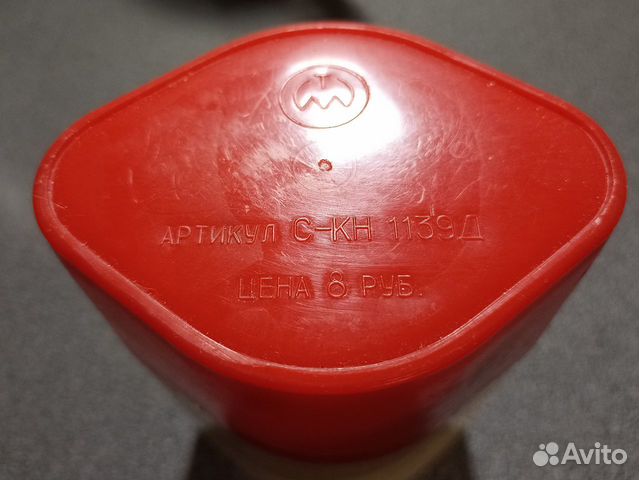 АРТИКУЛ С-КН 1139Д
ЦЕНА 8 РУБ.
Avito